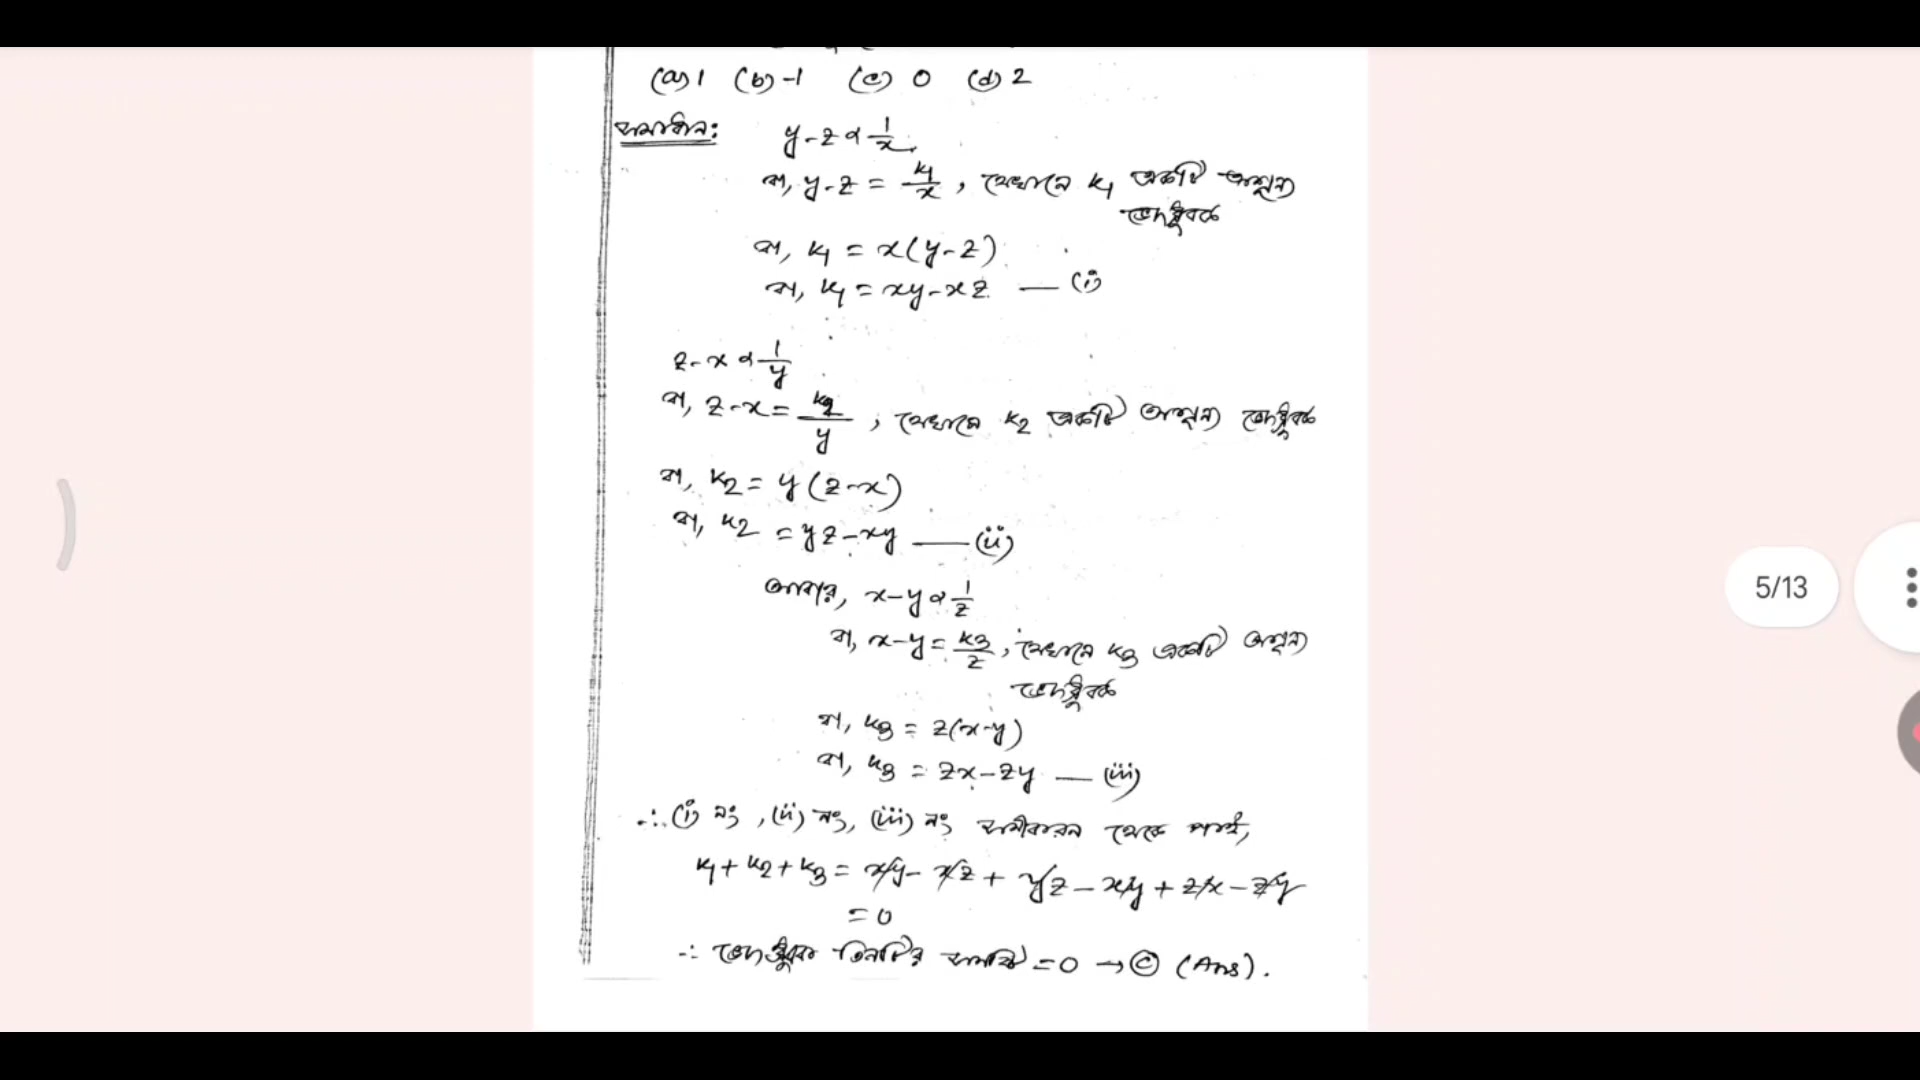 (a) 1 (b) -1 (c) 0 (d) 2
সমাধান: y-z ∝ 1/x
বা, y-z = k₁/x, যেখানে k₁ একটি অশূন্য
ভেদধ্রুবক
বা, k₁ = x(y-z)
বা, k₁ = xy-xz — (i)
z-x ∝ 1/y
বা, z-x = k₂/y, যেখানে k₂ একটি অশূন্য ভেদধ্রুবক
বা, k₂ = y(z-x)
বা, k₂ = yz-xy — (ii)
আবার, x-y ∝ 1/z
বা, x-y = k₃/z, যেখানে k₃ একটি অশূন্য
ভেদধ্রুবক
বা, k₃ = z(x-y)
বা, k₃ = zx-zy — (iii)
∴ (i) নং, (ii) নং, (iii) নং সমীকরন থেকে পাই,
k₁+k₂+k₃ = xy-xz+yz-xy+zx-zy
=0
∴ ভেদধ্রুবক তিনটির সমষ্টি = 0 → ⓒ (Ans).
5/13